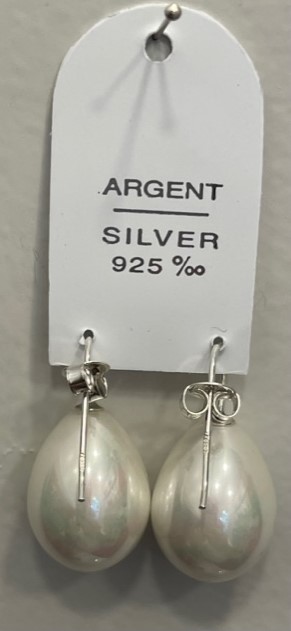 ARGENT
SILVER
925 ‰